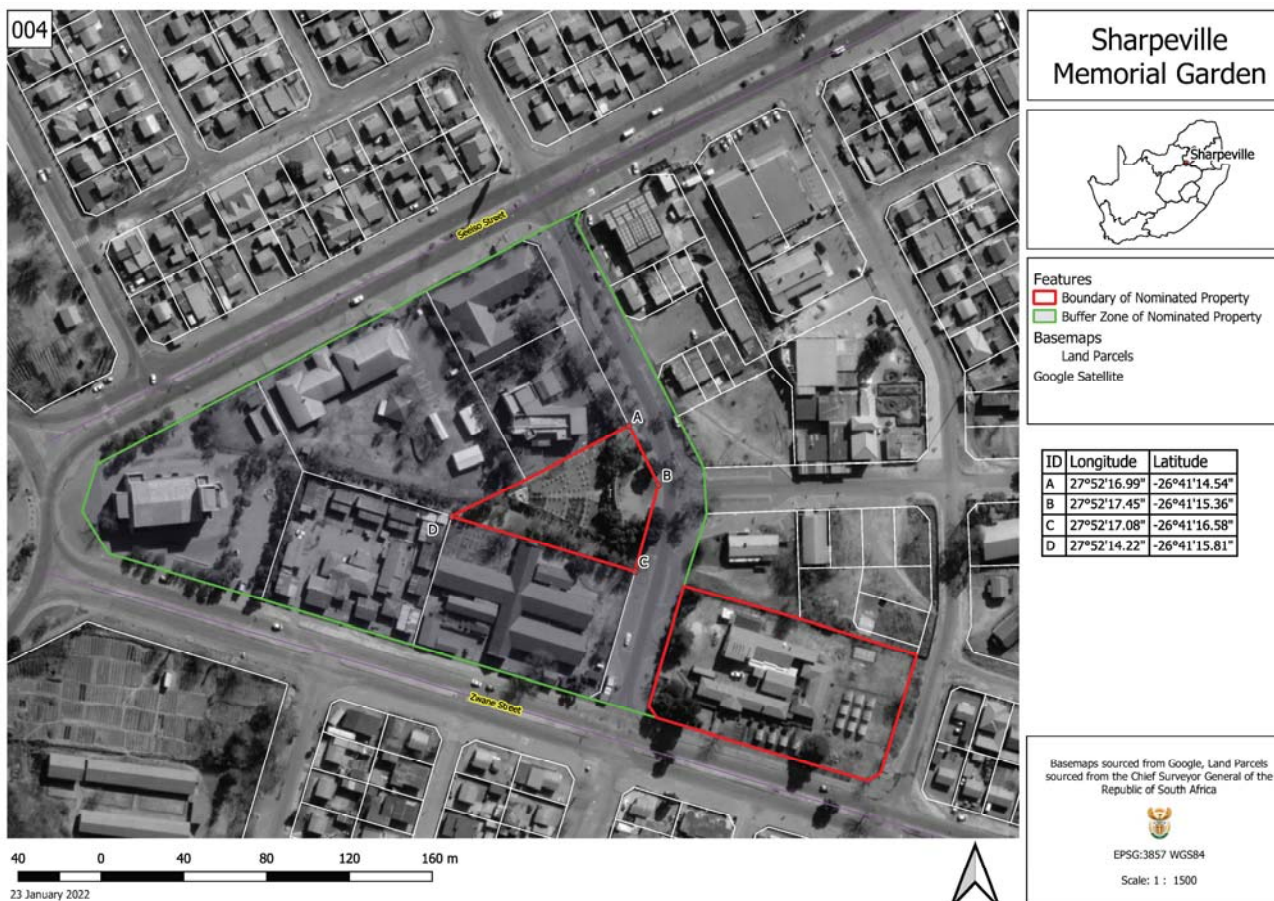 004
Seeiso Street
A
B
C
D
Zwane Street
40 0 40 80 120 160 m
23 January 2022
Sharpeville
Memorial Garden
Sharpeville
Features
Boundary of Nominated Property
Buffer Zone of Nominated Property
Basemaps
Land Parcels
Google Satellite
ID Longitude Latitude
A 27°52'16.99" -26°41'14.54"
B 27°52'17.45" -26°41'15.36"
C 27°52'17.08" -26°41'16.58"
D 27°52'14.22" -26°41'15.81"
Basemaps sourced from Google, Land Parcels
sourced from the Chief Surveyor General of the
Republic of South Africa
EPSG:3857 WGS84
Scale: 1 : 1500